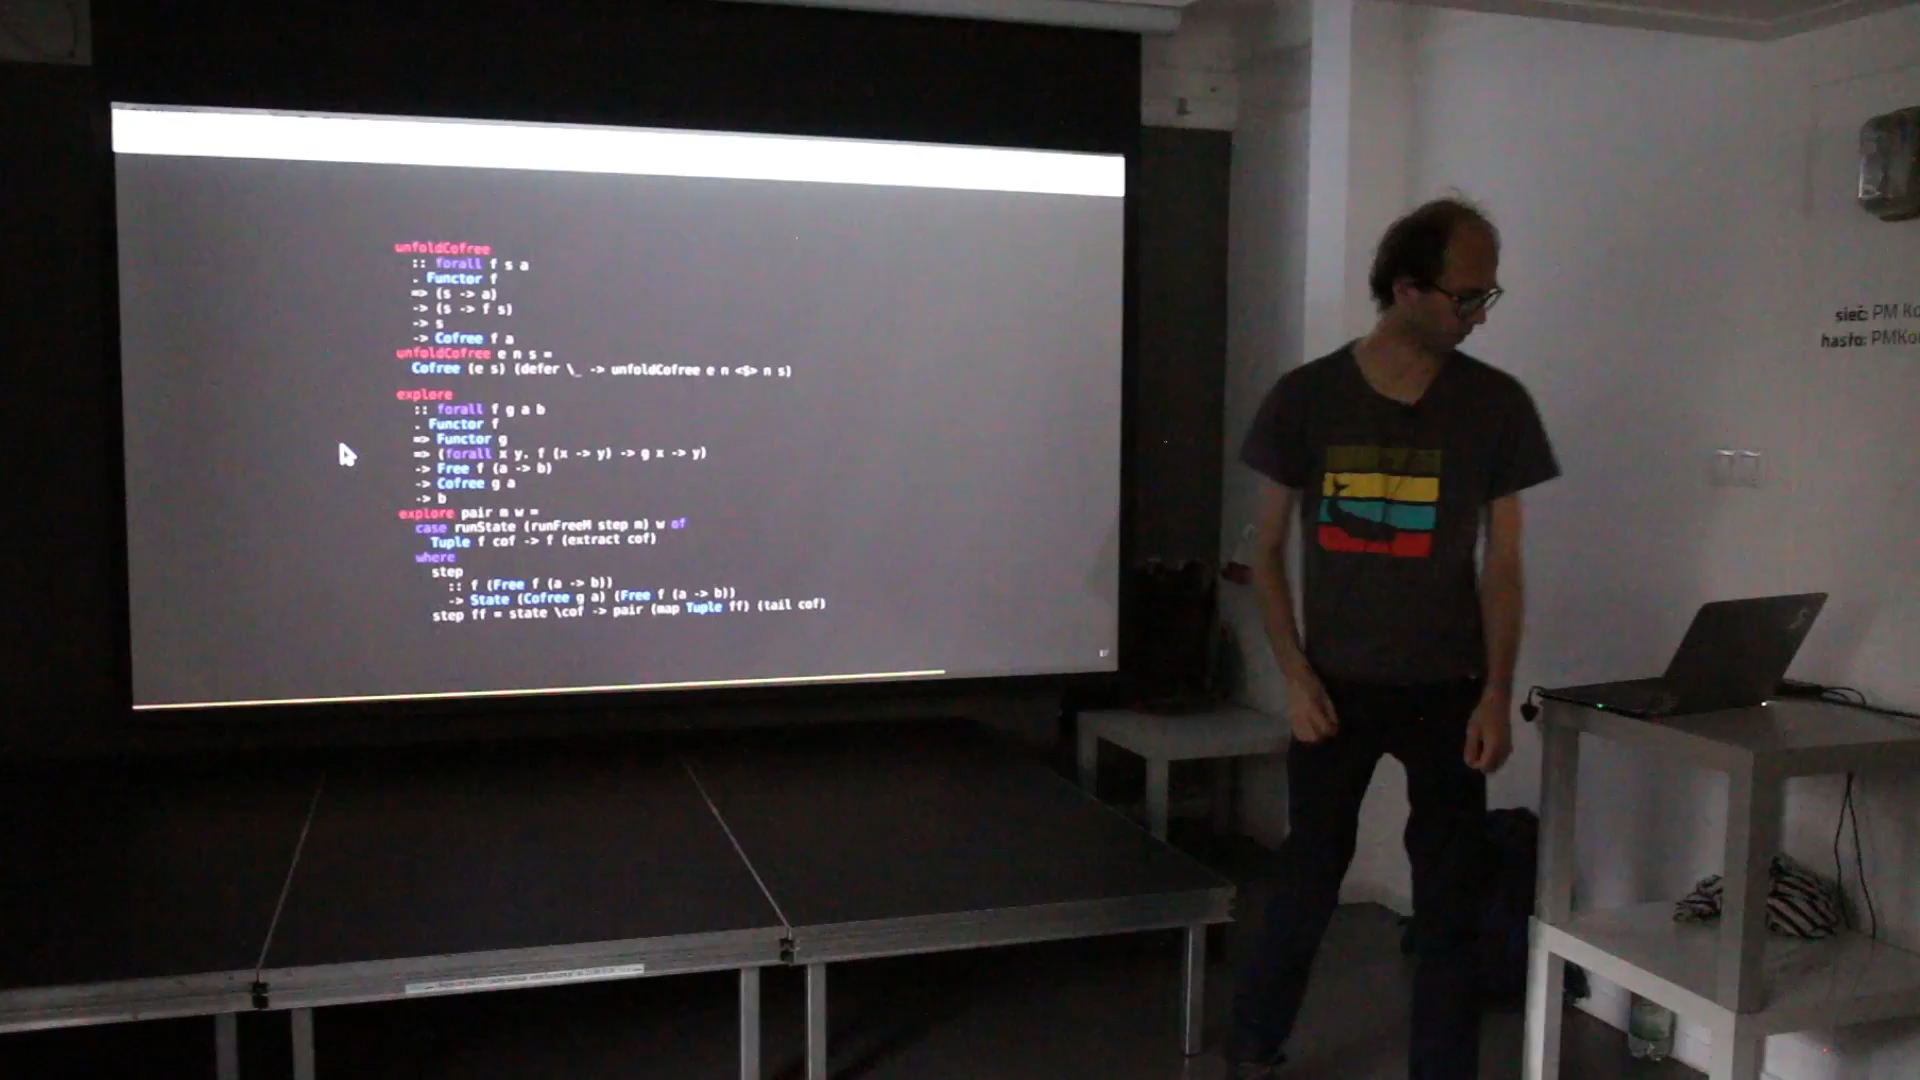 unfoldCofree
:: forall f s a
. Functor f
=> (s -> a)
-> (s -> f s)
-> s
-> Cofree f a
unfoldCofree e n s =
Cofree (e s) (defer \_ -> unfoldCofree e n <$> n s)
explore
:: forall f g a b
. Functor f
=> Functor g
=> (forall x y. f (x -> y) -> g x -> y)
-> Free f (a -> b)
-> Cofree g a
-> b
explore pair m w =
case runState (runFreeM step m) w of
Tuple f cof -> f (extract cof)
where
step
:: f (Free f (a -> b))
-> State (Cofree g a) (Free f (a -> b))
step ff = state \cof -> pair (map Tuple ff) (tail cof)
sieć: PM
hasło: